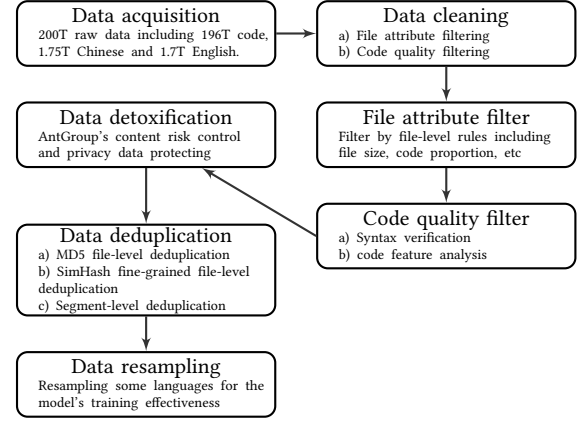 Data acquisition
200T raw data including 196T code,
1.75T Chinese and 1.7T English.
Data cleaning
a) File attribute filtering
b) Code quality filtering
File attribute filter
Filter by file-level rules including
file size, code proportion, etc
Code quality filter
a) Syntax verification
b) code feature analysis
Data detoxification
AntGroup's content risk control
and privacy data protecting
Data deduplication
a) MD5 file-level deduplication
b) SimHash fine-grained file-level
deduplication
c) Segment-level deduplication
Data resampling
Resampling some languages for the
model's training effectiveness